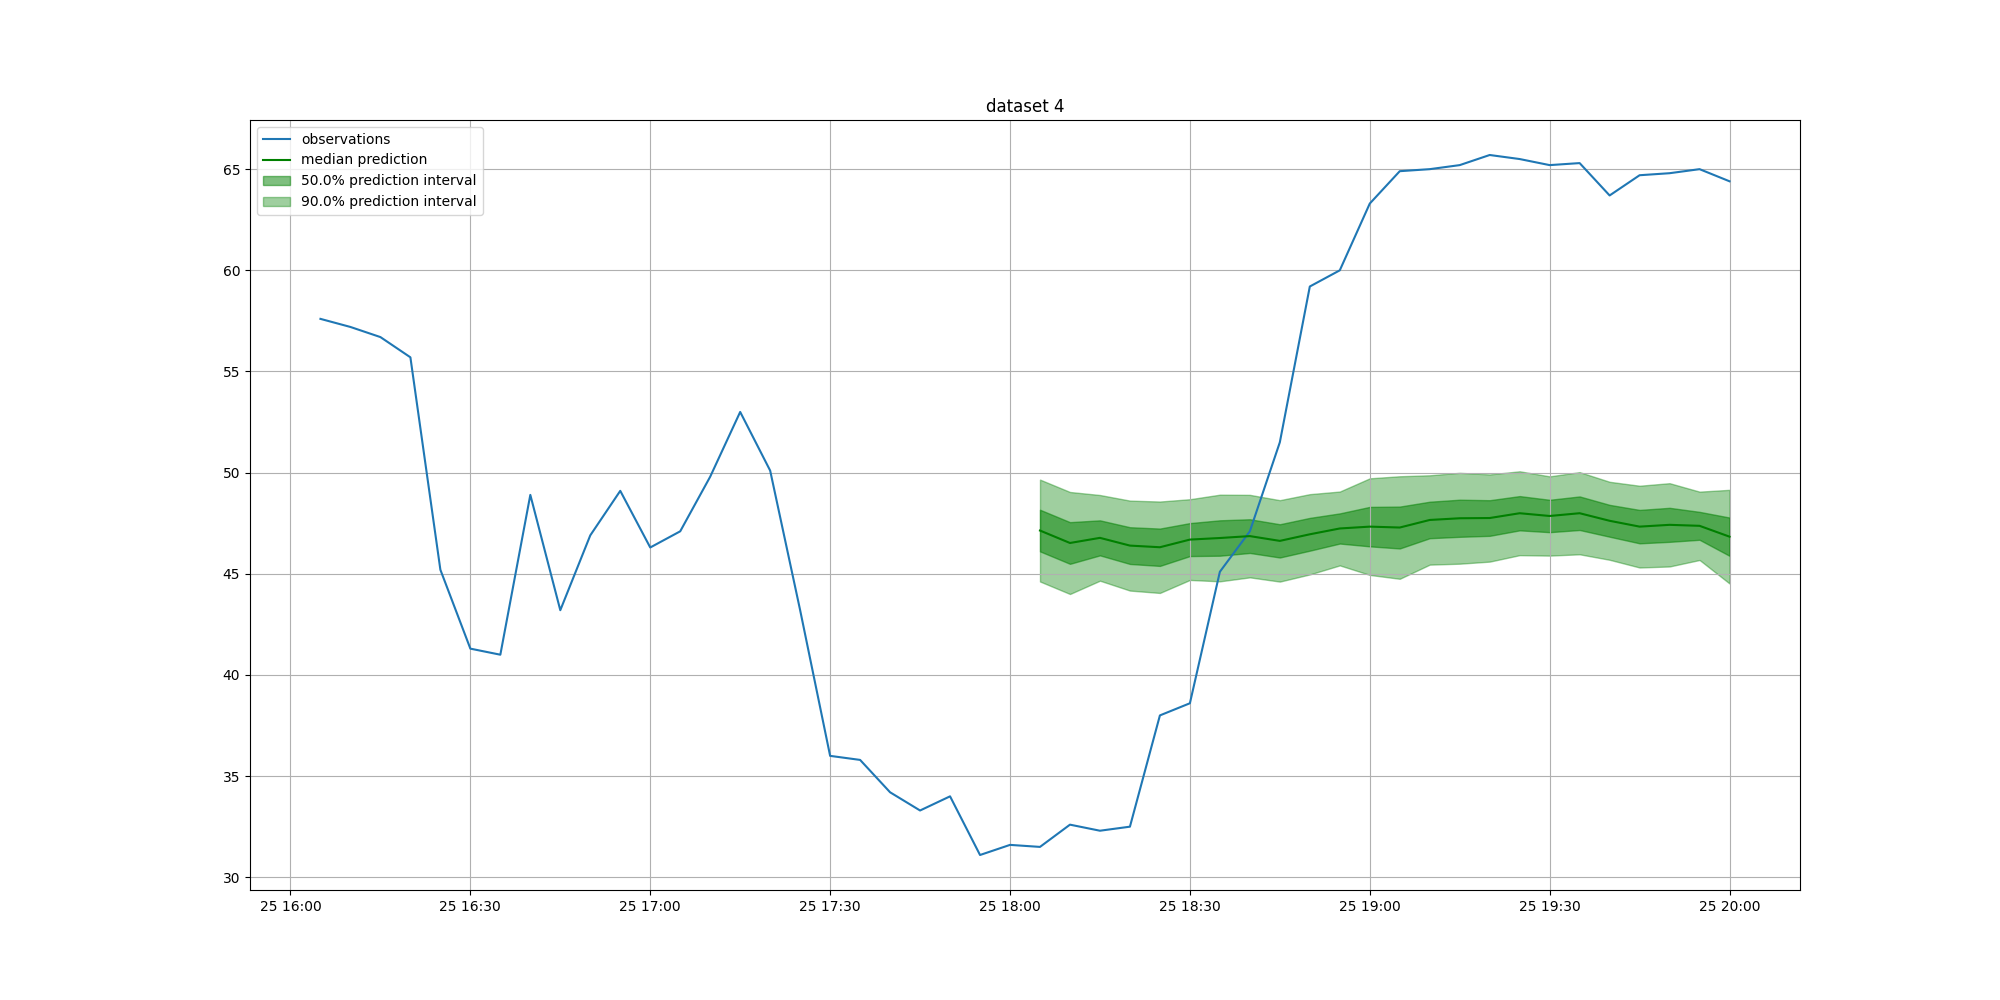 dataset 4
observations
median prediction
50.0% prediction interval
90.0% prediction interval
65
60
55
50
45
40
35
30
25 16:00 25 16:30 25 17:00 25 17:30 25 18:00 25 18:30 25 19:00 25 19:30 25 20:00